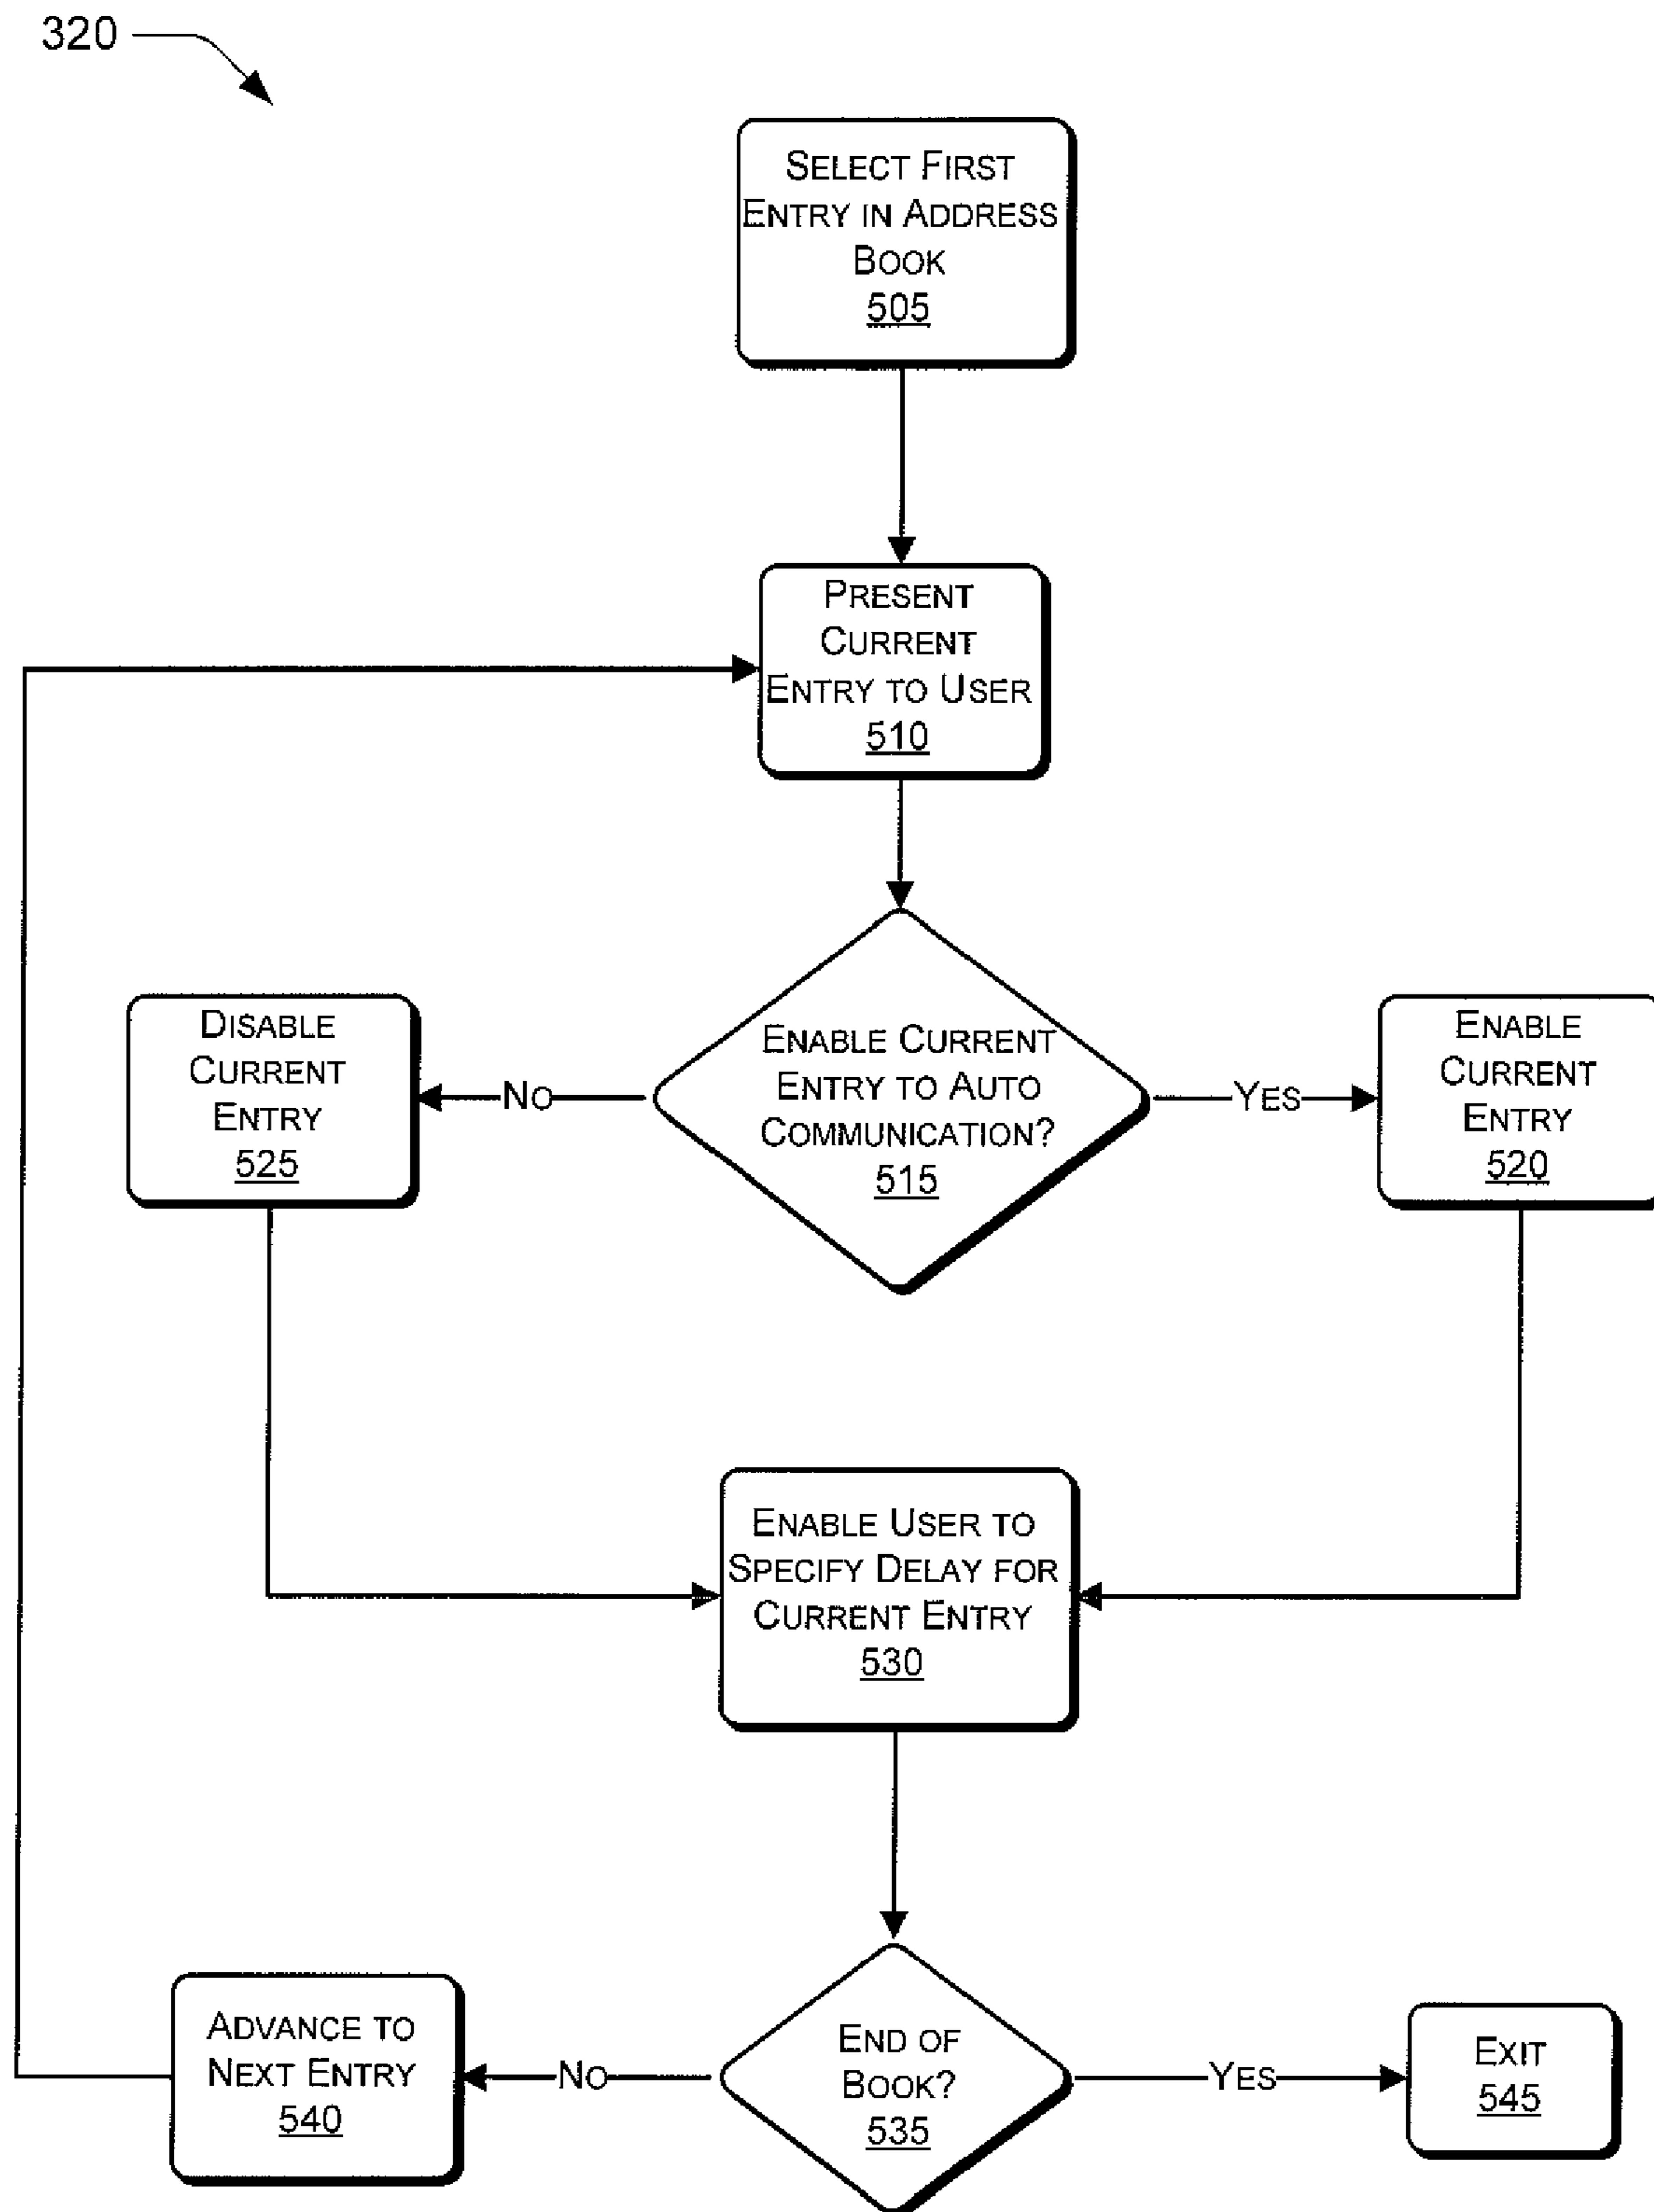 320
SELECT FIRST
ENTRY IN ADDRESS
BOOK
505
PRESENT
CURRENT
ENTRY TO USER
510
ENABLE CURRENT
ENTRY TO AUTO
COMMUNICATION?
515
NO
YES
DISABLE
CURRENT
ENTRY
525
ENABLE
CURRENT
ENTRY
520
ENABLE USER TO
SPECIFY DELAY FOR
CURRENT ENTRY
530
END OF
BOOK?
535
NO
YES
ADVANCE TO
NEXT ENTRY
540
EXIT
545